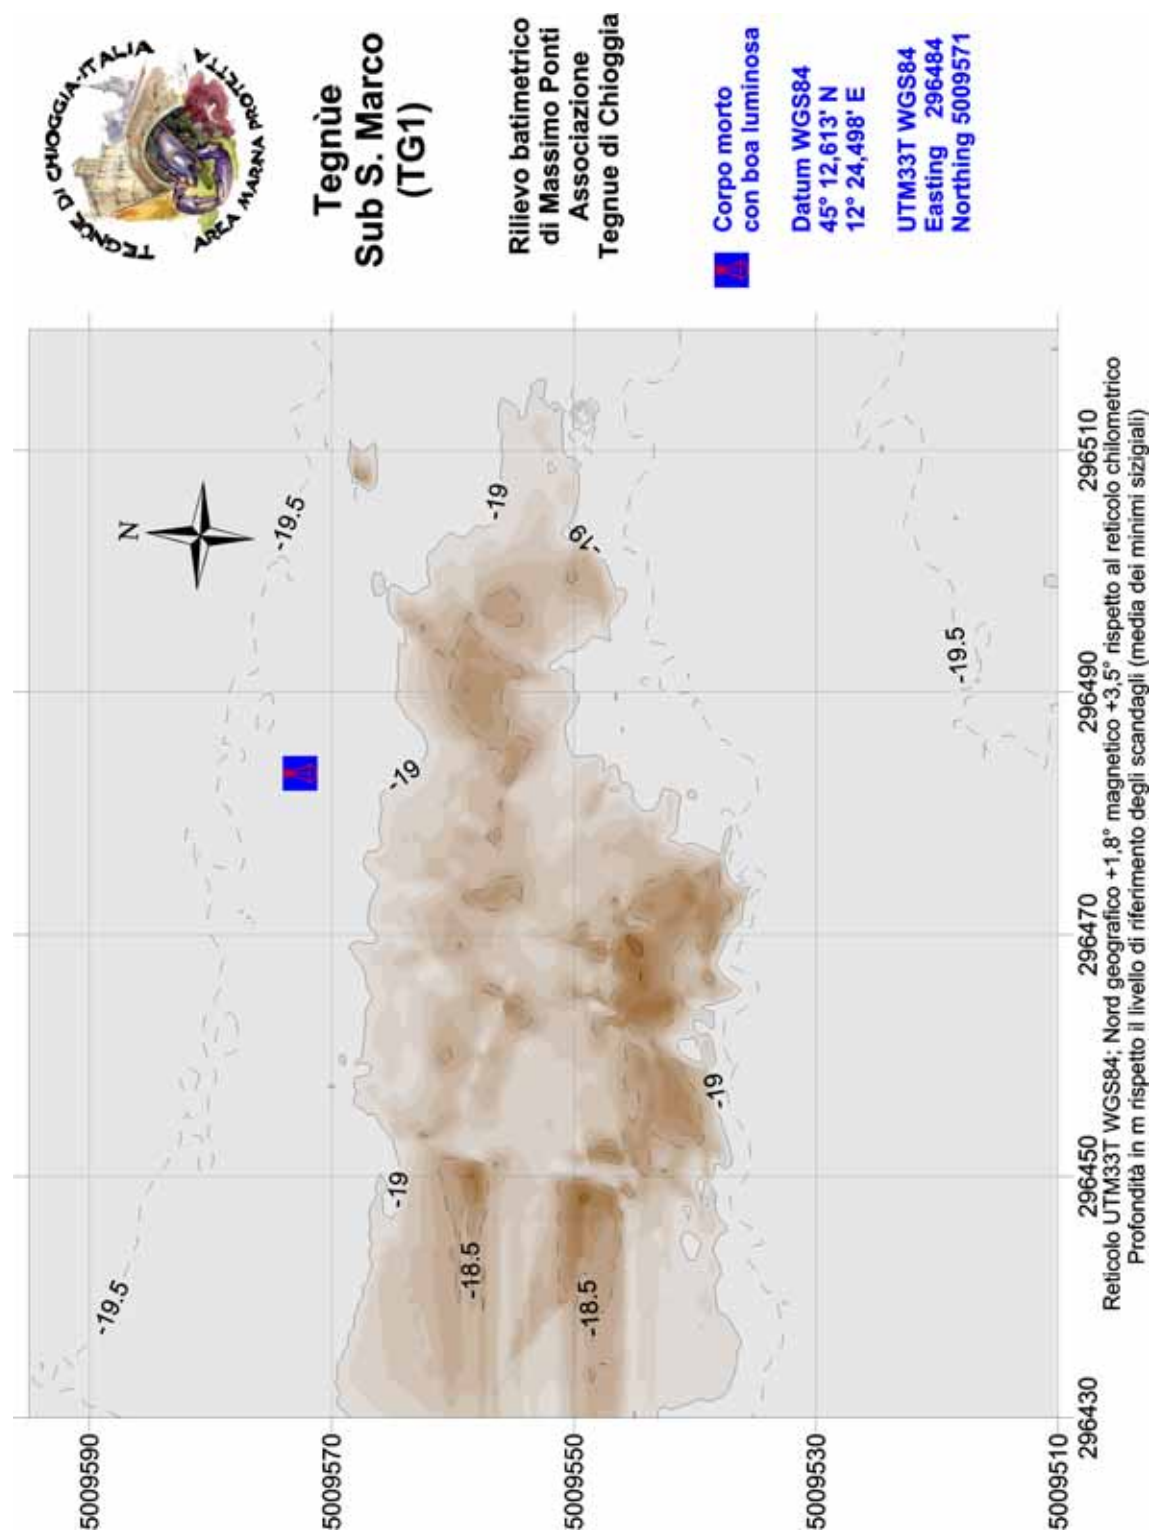 TEGNÙE DI CHIOGGIA-ITALIA
AREA MARINA PROTETTA
Tegnùe
Sub S. Marco
(TG1)
Rilievo batimetrico
di Massimo Ponti
Associazione
Tegnue di Chioggia
Corpo morto
con boa luminosa
Datum WGS84
45° 12,613' N
12° 24,498' E
UTM33T WGS84
Easting 296484
Northing 5009571
N
-19.5
-19.5
-19.5
-19
-19
-19
-19
-19
-18.5
-18.5
5009590
5009570
5009550
5009530
5009510
296430
296450
296470
296490
296510
Reticolo UTM33T WGS84; Nord geografico +1,8° magnetico +3,5° rispetto al reticolo chilometrico
Profondità in m rispetto il livello di riferimento degli scandagli (media dei minimi sizigiali)